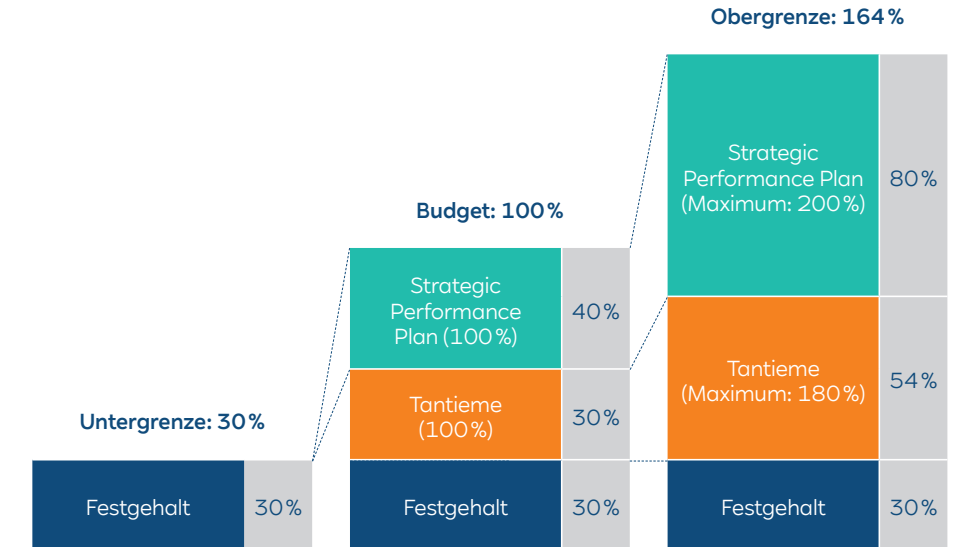 Obergrenze: 164 %
Strategic
Performance Plan
(Maximum: 200 %)
80 %
Budget: 100 %
Strategic
Performance
Plan (100 %)
40 %
Tantieme
(Maximum: 180 %)
54 %
Tantieme
(100 %)
30 %
Untergrenze: 30 %
Festgehalt
30 %
Festgehalt
30 %
Festgehalt
30 %